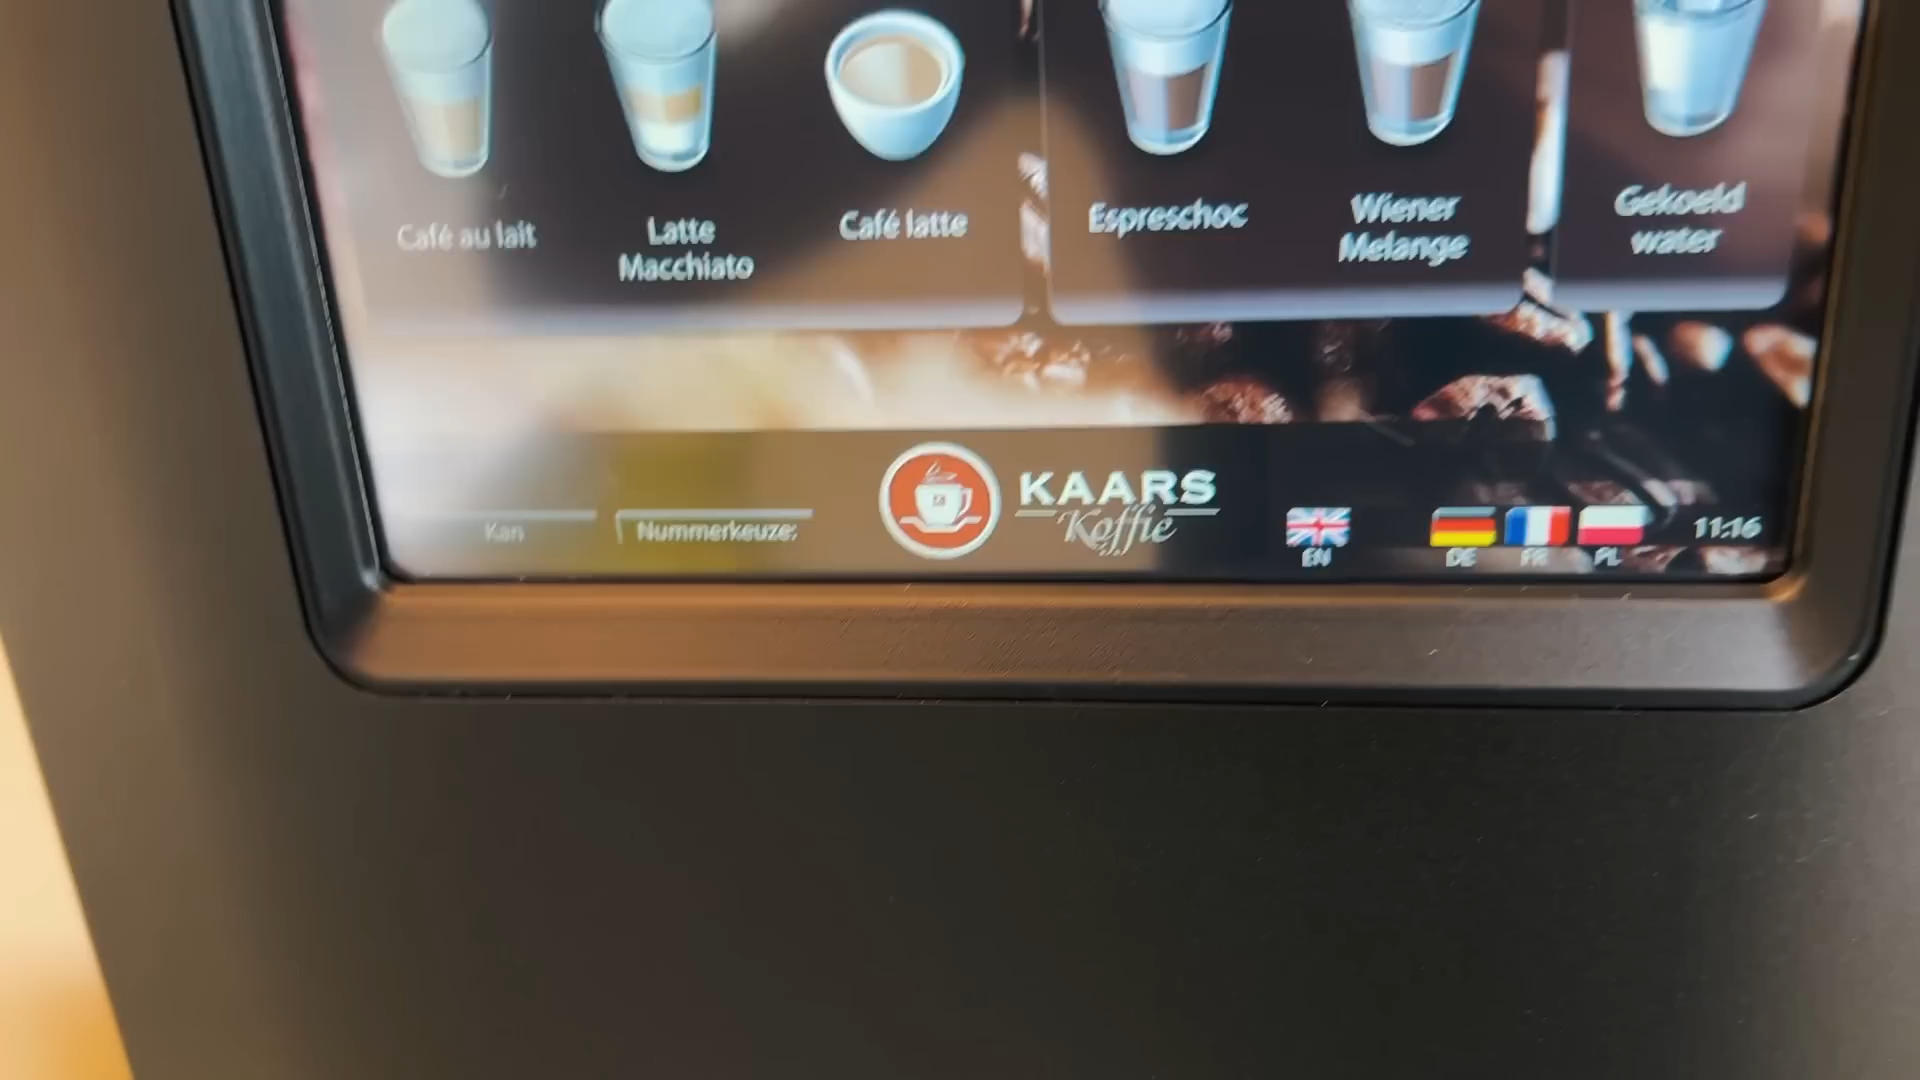 Café au lait
Latte
Macchiato
Café latte
Espreschoc
Wiener
Melange
Gekoeld
water
Kan
Nummerkeuze:
KAARS
Koffie
EN
DE
FR
PL
11:16